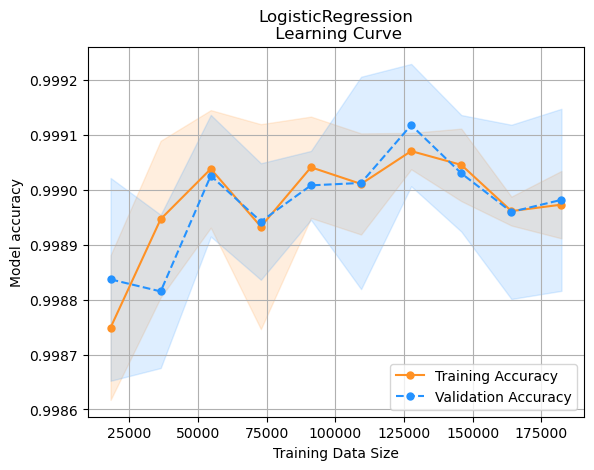 LogisticRegression
Learning Curve
0.9992
0.9991
0.9990
0.9989
0.9988
0.9987
0.9986
Model accuracy
Training Accuracy
Validation Accuracy
25000 50000 75000 100000 125000 150000 175000
Training Data Size